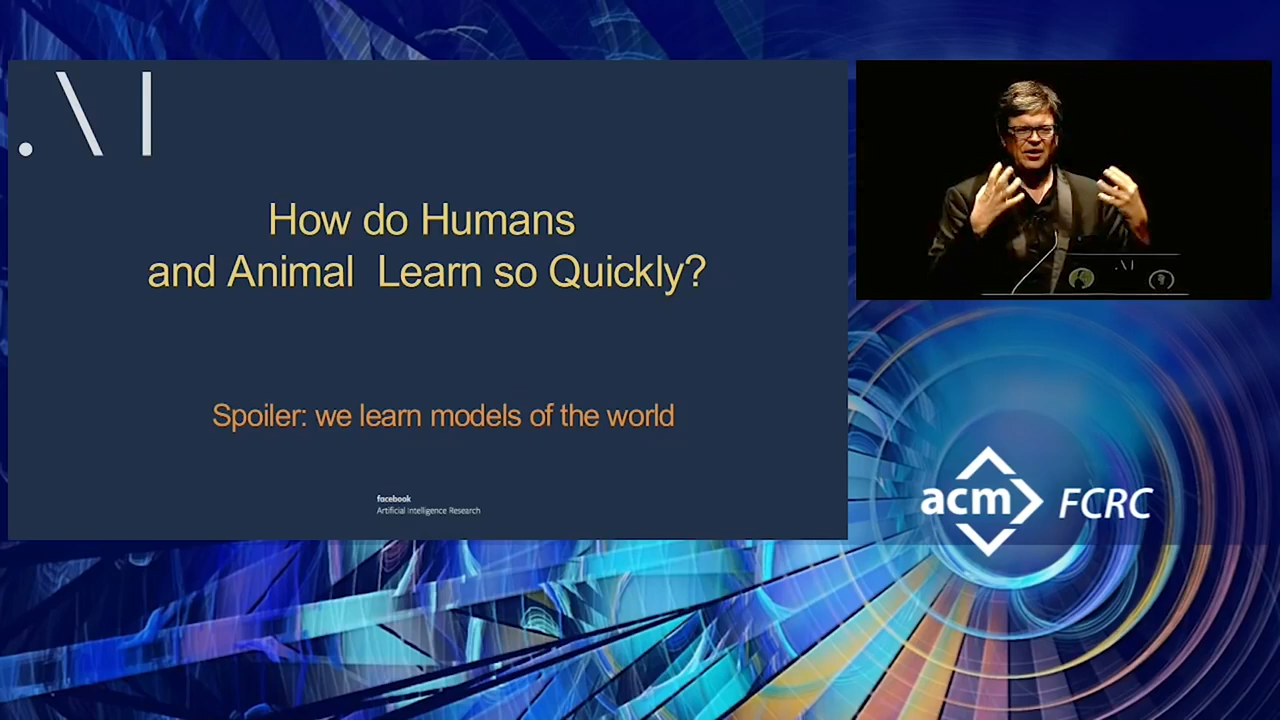 .\ |
How do Humans
and Animal Learn so Quickly?
Spoiler: we learn models of the world
facebook
Artificial Intelligence Research
acm FCRC